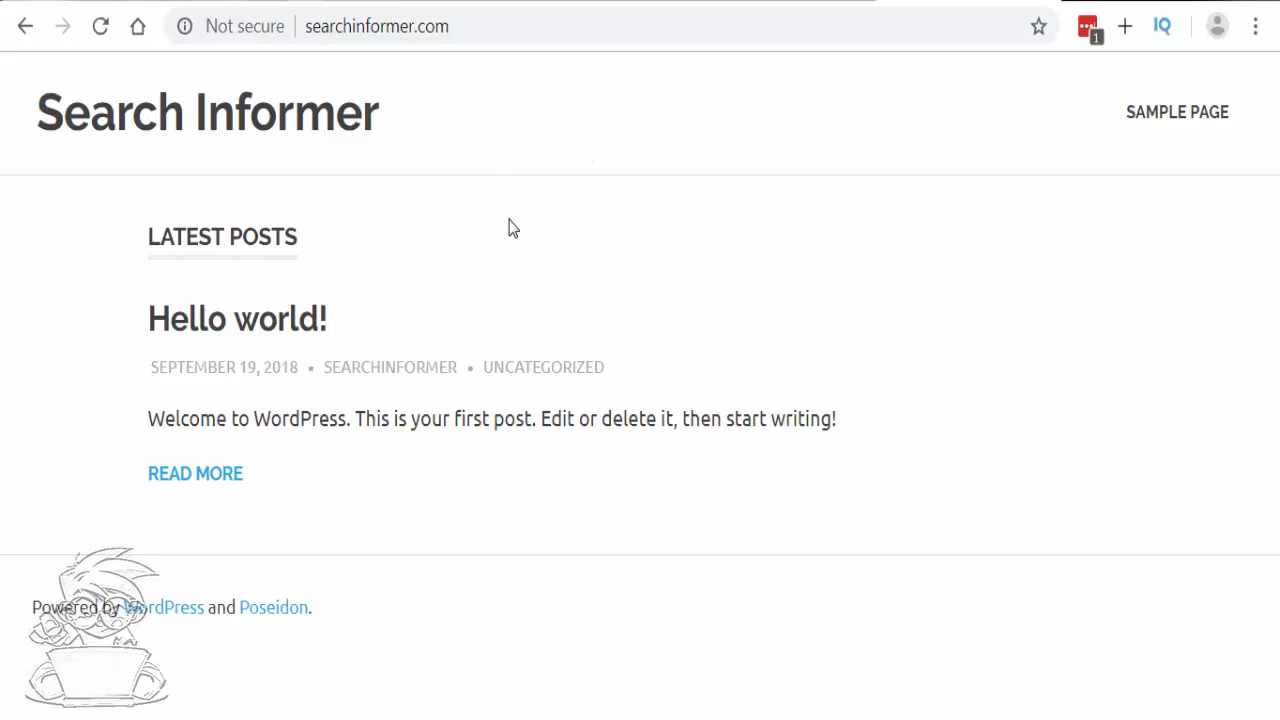 Not secure searchinformer.com
1
IQ
Search Informer
SAMPLE PAGE
LATEST POSTS
Hello world!
SEPTEMBER 19, 2018 • SEARCHINFORMER • UNCATEGORIZED
Welcome to WordPress. This is your first post. Edit or delete it, then start writing!
READ MORE
Powered by WordPress and Poseidon.